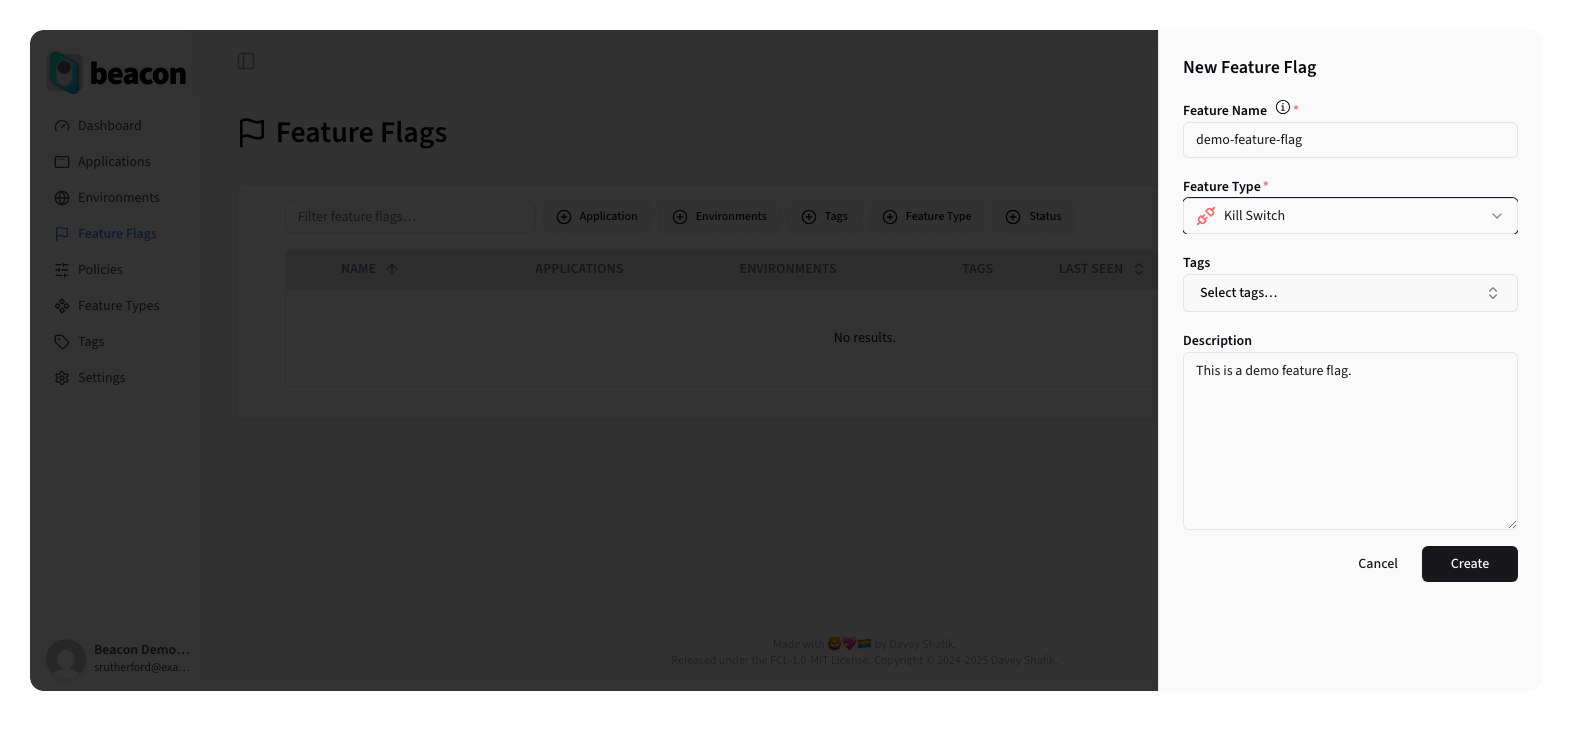 beacon
Dashboard
Applications
Environments
Feature Flags
Policies
Feature Types
Tags
Settings
Beacon Demo...
srutherford@exa...
Feature Flags
Filter feature flags...
Application
Environments
Tags
Feature Type
Status
NAME
APPLICATIONS
ENVIRONMENTS
TAGS
LAST SEEN
No results.
Made with 🦁💖🏳️‍🌈 by Davey Shafik.
Released under the FCL-1.0-MIT License. Copyright © 2024-2025 Davey Shafik.
New Feature Flag
Feature Name *
demo-feature-flag
Feature Type *
Kill Switch
Tags
Select tags...
Description
This is a demo feature flag.
Cancel
Create